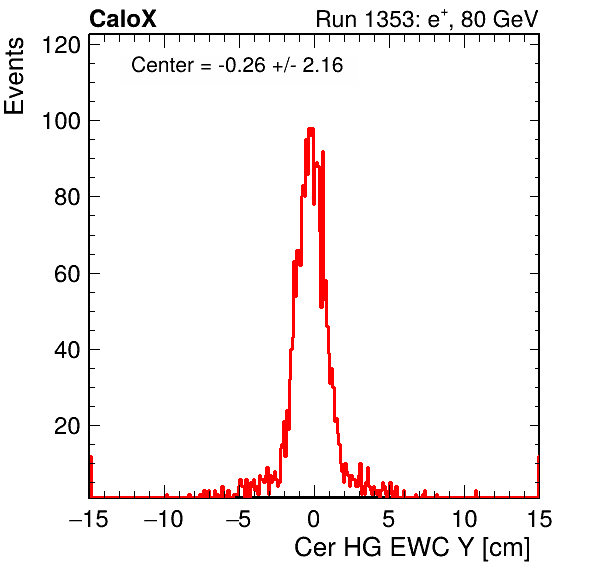 CaloX Run 1353: e⁺, 80 GeV
Center = -0.26 +/- 2.16
Events
120
100
80
60
40
20
−15 −10 −5 0 5 10 15
Cer HG EWC Y [cm]